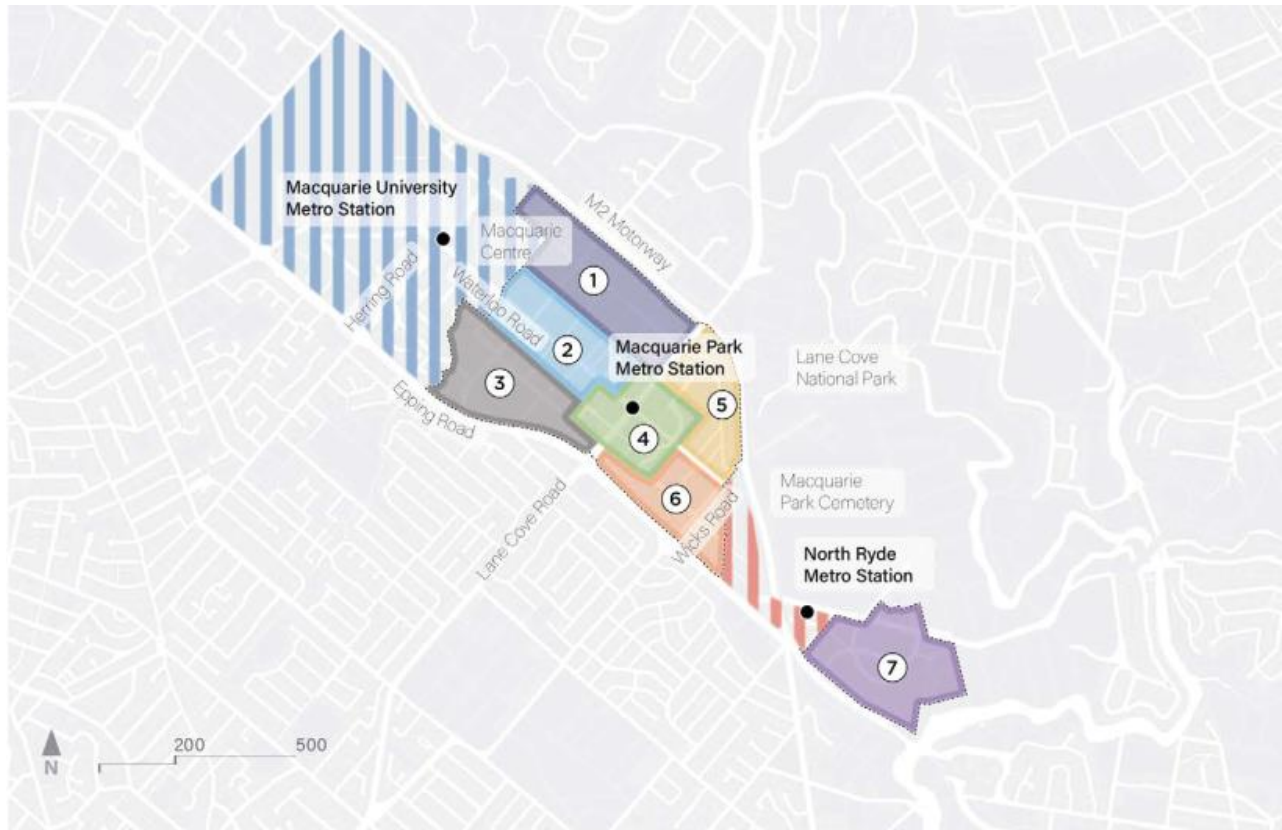 Macquarie University
Metro Station
Macquarie
Centre
M2 Motorway
1
Herring Road
Waterloo Road
2
Macquarie Park
Metro Station
Lane Cove
National Park
3
5
Epping Road
4
Macquarie
Park Cemetery
6
Lane Cove Road
Wicks Road
North Ryde
Metro Station
7
200
500
N